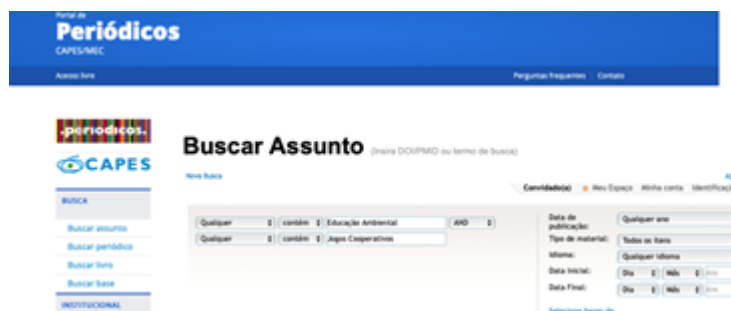 Portal de
Periódicos
CAPES/MEC
Acesso livre
Perguntas frequentes Contato
.periodicos.
CAPES
Buscar Assunto (Insira DOI/PMID ou termo de busca)
Nova Busca
Convidado(a) Meu Espaço Minha conta Identificaçã
BUSCA
Buscar assunto
Buscar periódico
Buscar livro
Buscar base
INSTITUCIONAL
Qualquer contém Educação Ambiental AND
Qualquer contém Jogos Cooperativos
Data de publicação: Qualquer ano
Tipo de material: Todos os itens
Idioma: Qualquer idioma
Data Inicial: Dia Mês Ano
Data Final: Dia Mês Ano